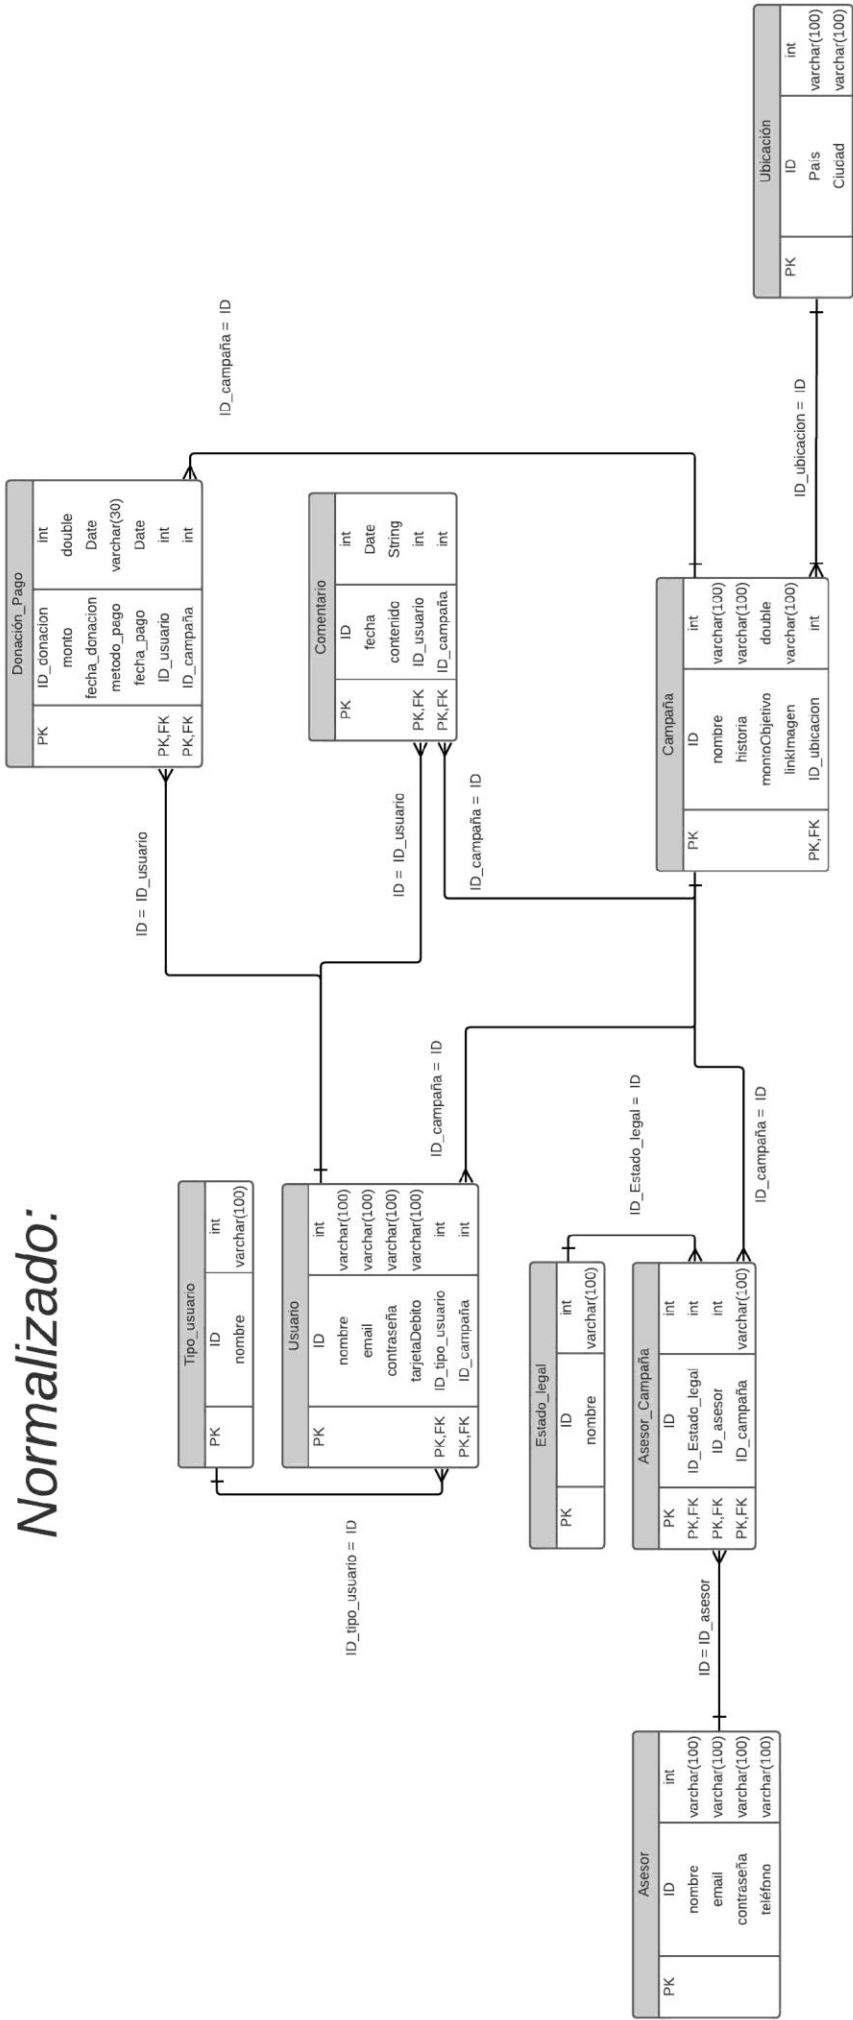 Normalizado:
Donación_Pago
PK ID_donacion int
monto double
fecha_donacion Date
metodo_pago varchar(30)
fecha_pago Date
PK,FK ID_usuario int
PK,FK ID_campaña int
ID_campaña = ID
ID = ID_usuario
Tipo_usuario
PK ID int
nombre varchar(100)
ID_tipo_usuario = ID
Usuario
PK ID int
nombre varchar(100)
email varchar(100)
contraseña varchar(100)
tarjetaDebito varchar(100)
PK,FK ID_tipo_usuario int
PK,FK ID_campaña int
ID_campaña = ID
Comentario
PK ID int
fecha Date
contenido String
PK,FK ID_usuario int
PK,FK ID_campaña int
ID = ID_usuario
ID_campaña = ID
Estado_legal
PK ID int
nombre varchar(100)
ID_Estado_legal = ID
Asesor
PK ID int
nombre varchar(100)
email varchar(100)
contraseña varchar(100)
teléfono varchar(100)
ID = ID_asesor
Asesor_Campaña
PK ID int
PK,FK ID_Estado_legal int
PK,FK ID_asesor int
PK,FK ID_campaña varchar(100)
ID_campaña = ID
Campaña
PK ID int
nombre varchar(100)
historia varchar(100)
montoObjetivo double
linkImagen varchar(100)
PK,FK ID_ubicacion int
ID_ubicacion = ID
Ubicación
PK ID int
País varchar(100)
Ciudad varchar(100)